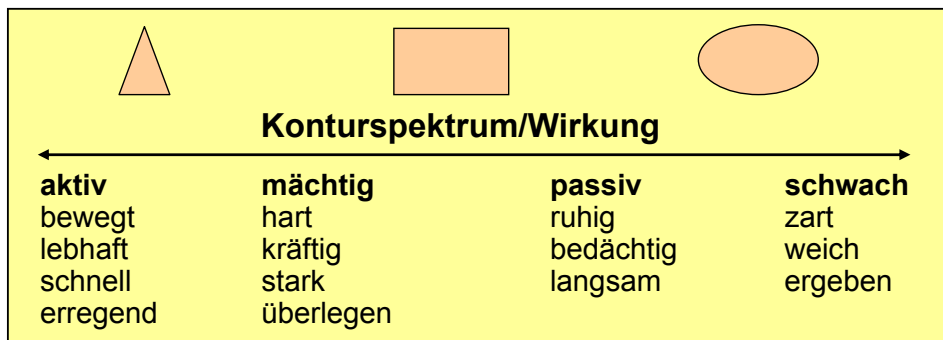 Konturspektrum/Wirkung
aktiv mächtig passiv schwach
bewegt hart ruhig zart
lebhaft kräftig bedächtig weich
schnell stark langsam ergeben
erregend überlegen